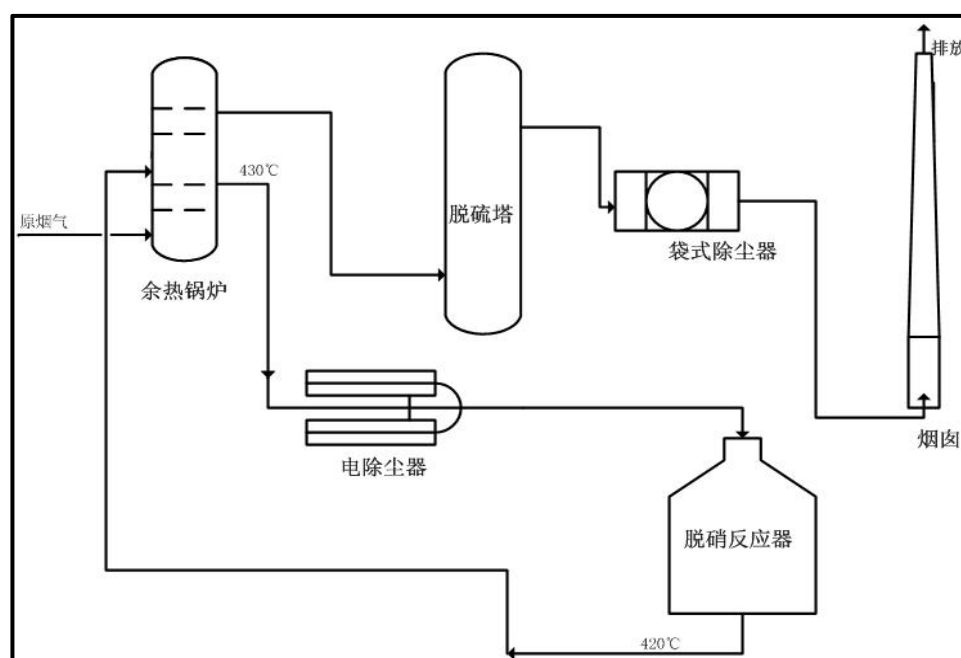 排放
430℃
原烟气
脱硫塔
袋式除尘器
余热锅炉
烟囱
电除尘器
脱硝反应器
420℃